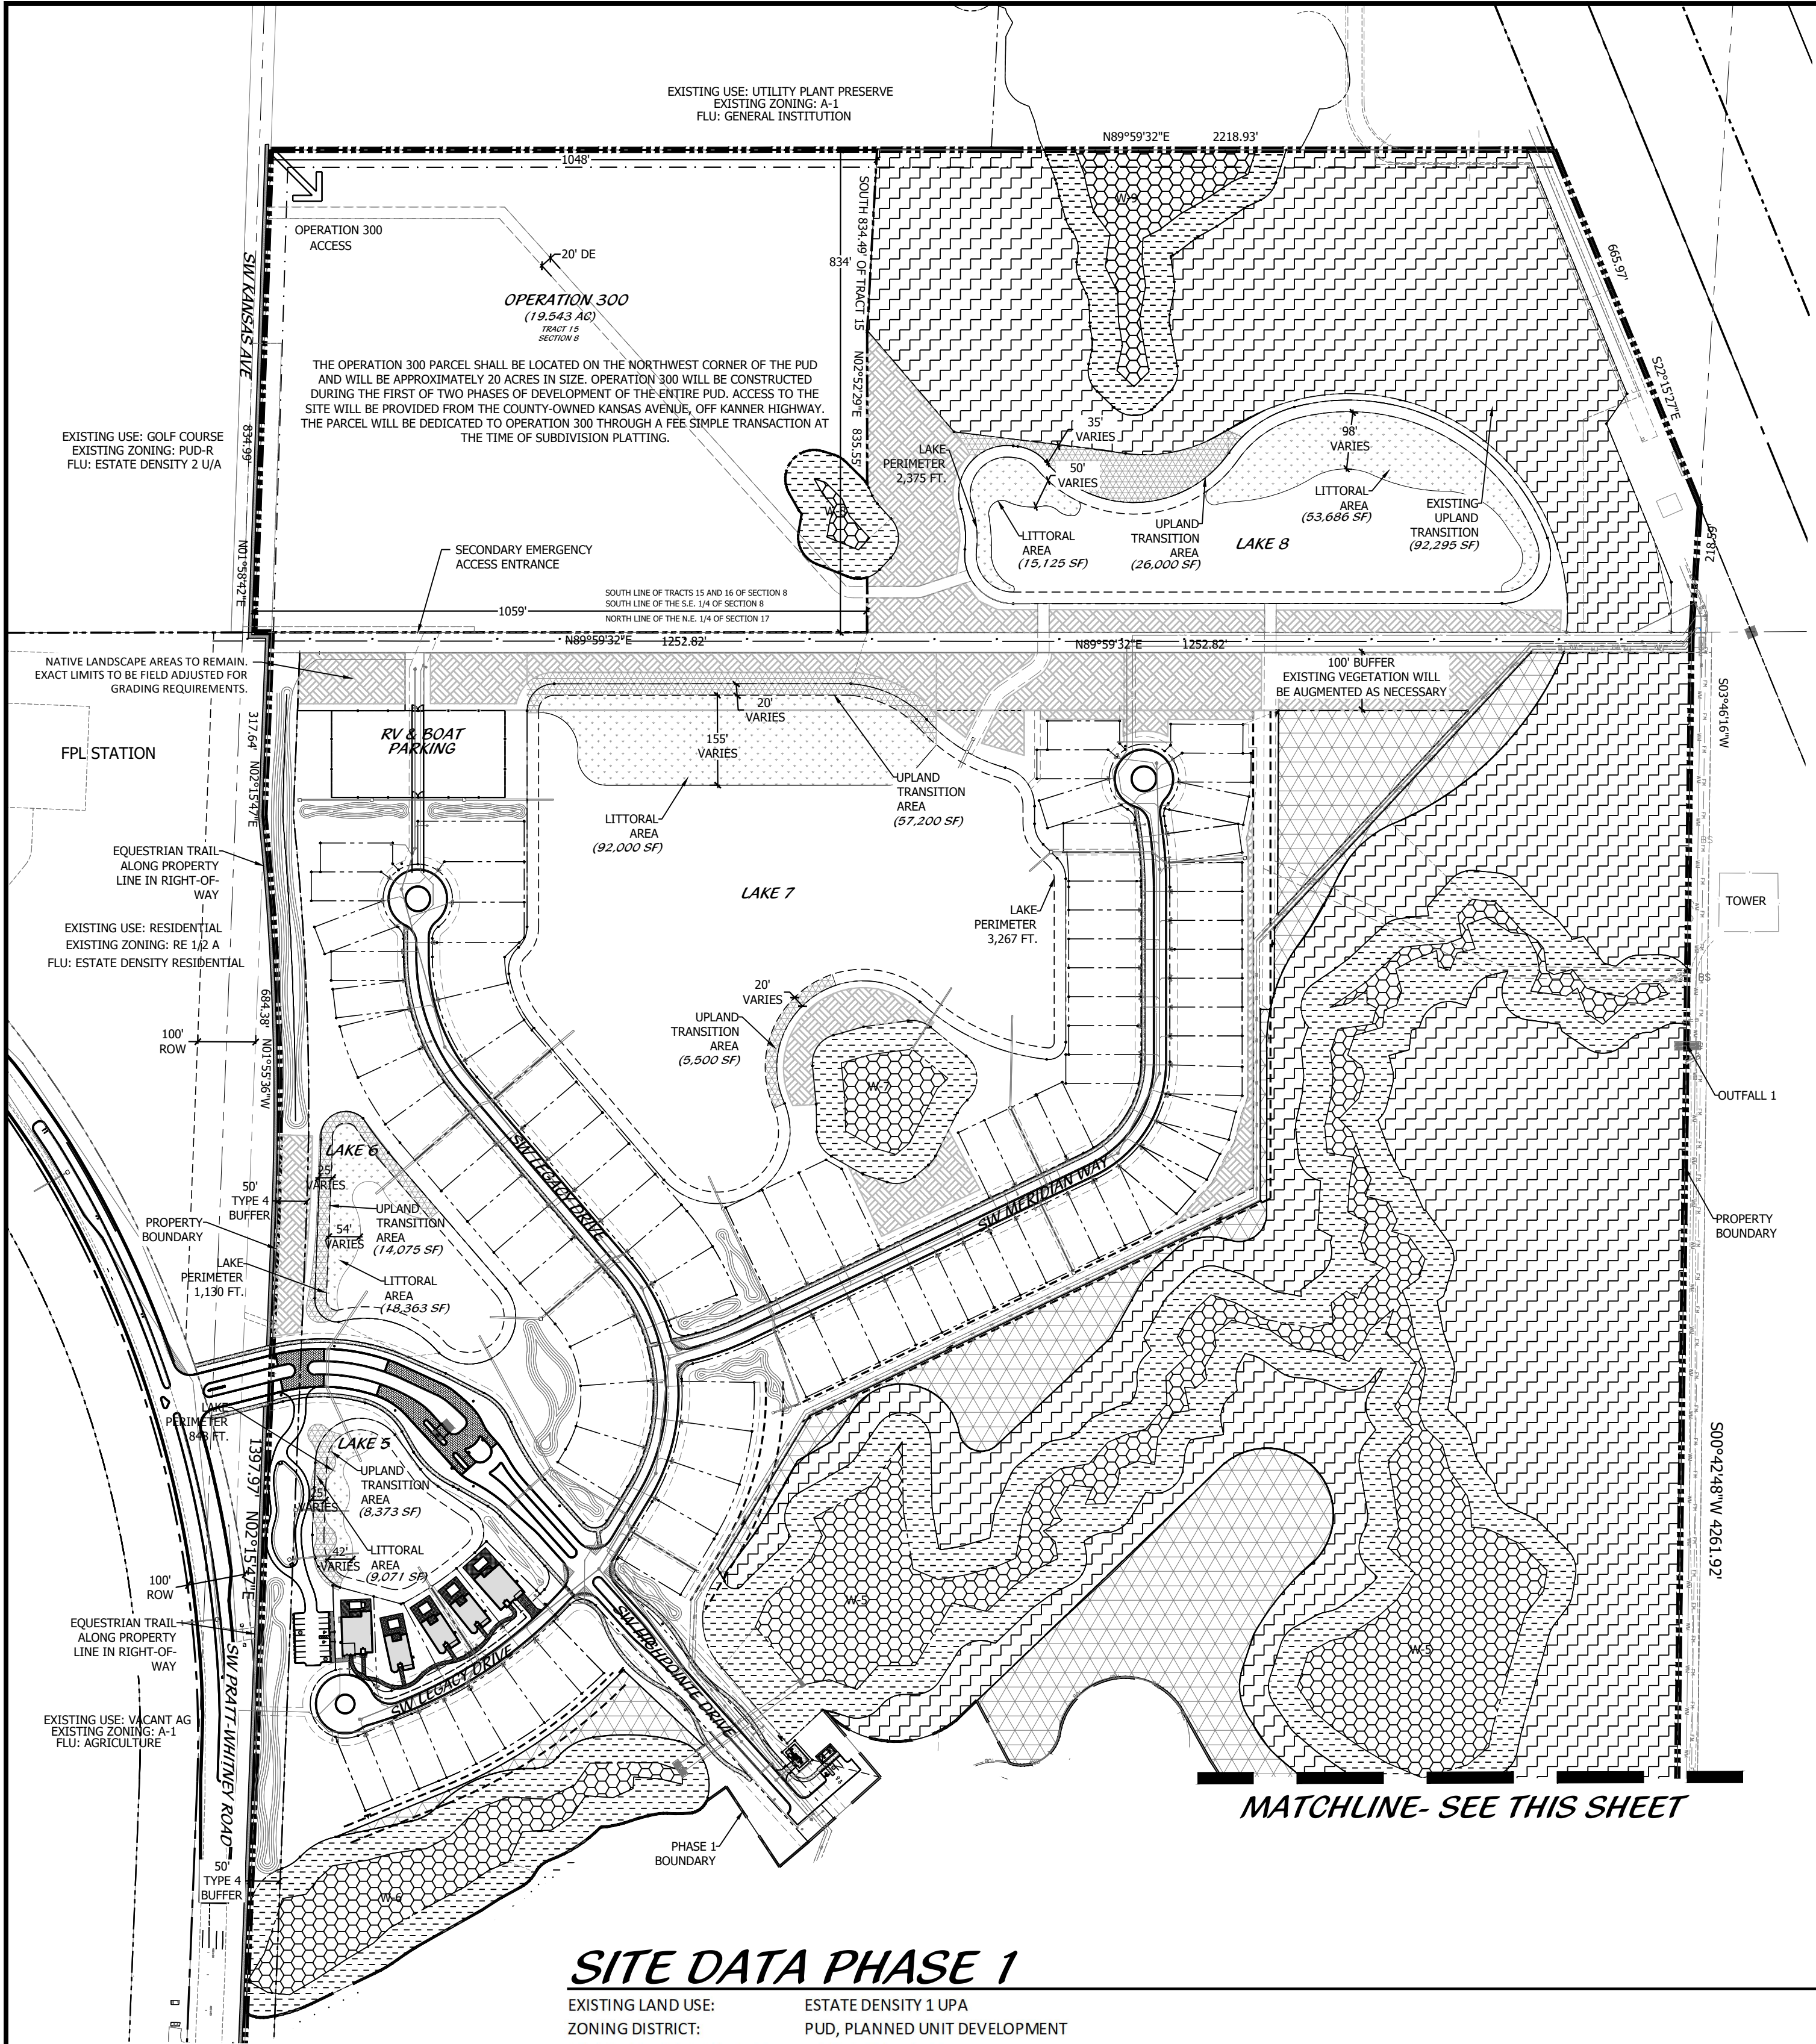 EXISTING USE: UTILITY PLANT PRESERVE
EXISTING ZONING: A-1
FLU: GENERAL INSTITUTION
N89°59'32"E 2218.93'
1048'
OPERATION 300
ACCESS
20' DE
834'
SOUTH 834.49' OF TRACT 15 N02°52'29"E 835.55'
W-9
665.97'
S22°15'27"E
SW KANSAS AVE
834.99'
N01°58'42"E
OPERATION 300
(19.543 AC)
TRACT 15
SECTION 8
THE OPERATION 300 PARCEL SHALL BE LOCATED ON THE NORTHWEST CORNER OF THE PUD
AND WILL BE APPROXIMATELY 20 ACRES IN SIZE. OPERATION 300 WILL BE CONSTRUCTED
DURING THE FIRST OF TWO PHASES OF DEVELOPMENT OF THE ENTIRE PUD. ACCESS TO THE
SITE WILL BE PROVIDED FROM THE COUNTY-OWNED KANSAS AVENUE, OFF KANNER HIGHWAY.
THE PARCEL WILL BE DEDICATED TO OPERATION 300 THROUGH A FEE SIMPLE TRANSACTION AT
THE TIME OF SUBDIVISION PLATTING.
EXISTING USE: GOLF COURSE
EXISTING ZONING: PUD-R
FLU: ESTATE DENSITY 2 U/A
LAKE
PERIMETER
2,375 FT.
35'
VARIES
50'
VARIES
98'
VARIES
LITTORAL
AREA
(15,125 SF)
UPLAND
TRANSITION
AREA
(26,000 SF)
LAKE 8
LITTORAL
AREA
(53,686 SF)
EXISTING
UPLAND
TRANSITION
(92,295 SF)
218.59'
SECONDARY EMERGENCY
ACCESS ENTRANCE
SOUTH LINE OF TRACTS 15 AND 16 OF SECTION 8
SOUTH LINE OF THE S.E. 1/4 OF SECTION 8
1059'
NORTH LINE OF THE N.E. 1/4 OF SECTION 17
N89°59'32"E 1252.82'
N89°59'32"E 1252.82'
NATIVE LANDSCAPE AREAS TO REMAIN.
EXACT LIMITS TO BE FIELD ADJUSTED FOR
GRADING REQUIREMENTS.
100' BUFFER
EXISTING VEGETATION WILL
BE AUGMENTED AS NECESSARY
S03°46'16"W
FPL STATION
317.64' N02°15'47"E
RV & BOAT
PARKING
20'
VARIES
155'
VARIES
UPLAND
TRANSITION
AREA
(57,200 SF)
LITTORAL
AREA
(92,000 SF)
EQUESTRIAN TRAIL
ALONG PROPERTY
LINE IN RIGHT-OF-
WAY
LAKE 7
LAKE
PERIMETER
3,267 FT.
TOWER
EXISTING USE: RESIDENTIAL
EXISTING ZONING: RE 1/2 A
FLU: ESTATE DENSITY RESIDENTIAL
684.38' N01°55'36"W
100'
ROW
20'
VARIES
UPLAND
TRANSITION
AREA
(5,500 SF)
W-7
OUTFALL 1
LAKE 6
25'
VARIES
50'
TYPE 4
BUFFER
UPLAND
TRANSITION
AREA
(14,075 SF)
54'
VARIES
PROPERTY
BOUNDARY
LAKE
PERIMETER
1,130 FT.
LITTORAL
AREA
(18,363 SF)
SW LEGACY DRIVE
SW MERIDIAN WAY
PROPERTY
BOUNDARY
LAKE
PERIMETER
848 FT.
LAKE 5
UPLAND
TRANSITION
AREA
(8,373 SF)
25'
VARIES
42'
VARIES
LITTORAL
AREA
(9,071 SF)
1397.97' N02°15'47"E
S00°42'48"W 4261.92'
100'
ROW
EQUESTRIAN TRAIL
ALONG PROPERTY
LINE IN RIGHT-OF-
WAY
SW LEGACY DRIVE
SW HIGHPOINTE DRIVE
W-5
W-5
EXISTING USE: VACANT AG
EXISTING ZONING: A-1
FLU: AGRICULTURE
SW PRATT-WHITNEY ROAD
50'
TYPE 4
BUFFER
W-6
PHASE 1
BOUNDARY
MATCHLINE- SEE THIS SHEET
SITE DATA PHASE 1
EXISTING LAND USE: ESTATE DENSITY 1 UPA
ZONING DISTRICT: PUD, PLANNED UNIT DEVELOPMENT